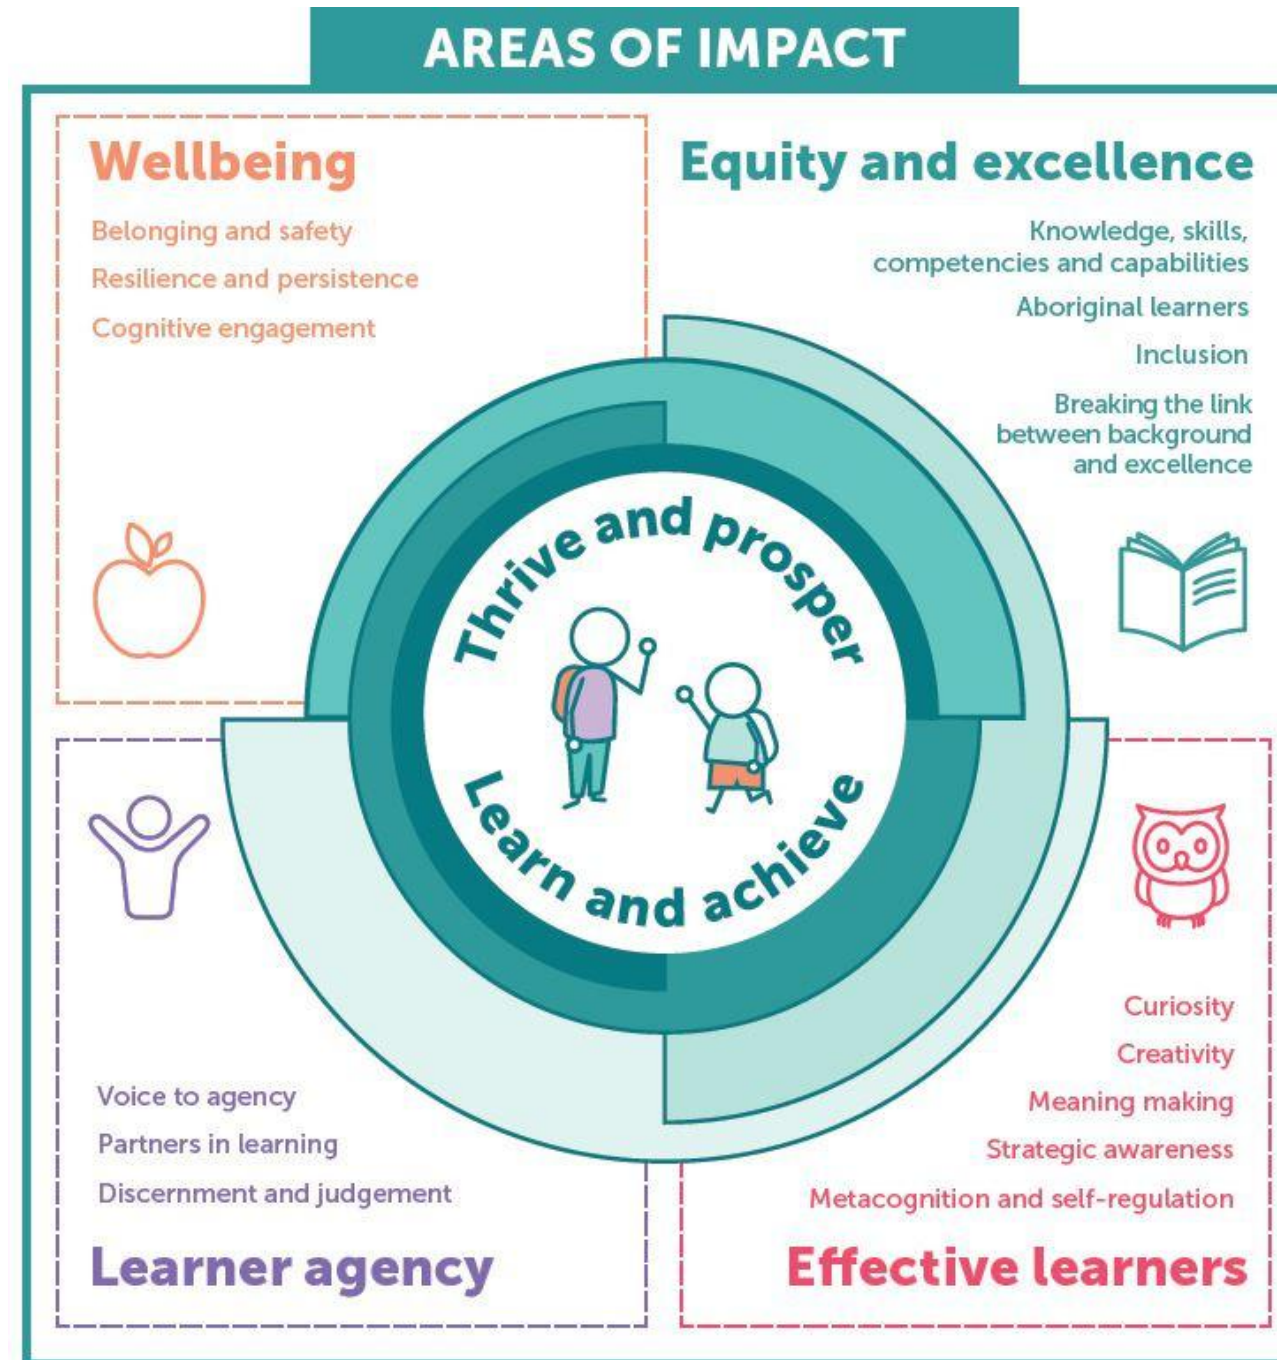 AREAS OF IMPACT
Wellbeing
Belonging and safety
Resilience and persistence
Cognitive engagement
Equity and excellence
Knowledge, skills,
competencies and capabilities
Aboriginal learners
Inclusion
Breaking the link
between background
and excellence
Thrive and prosper
Learn and achieve
Voice to agency
Partners in learning
Discernment and judgement
Learner agency
Curiosity
Creativity
Meaning making
Strategic awareness
Metacognition and self-regulation
Effective learners